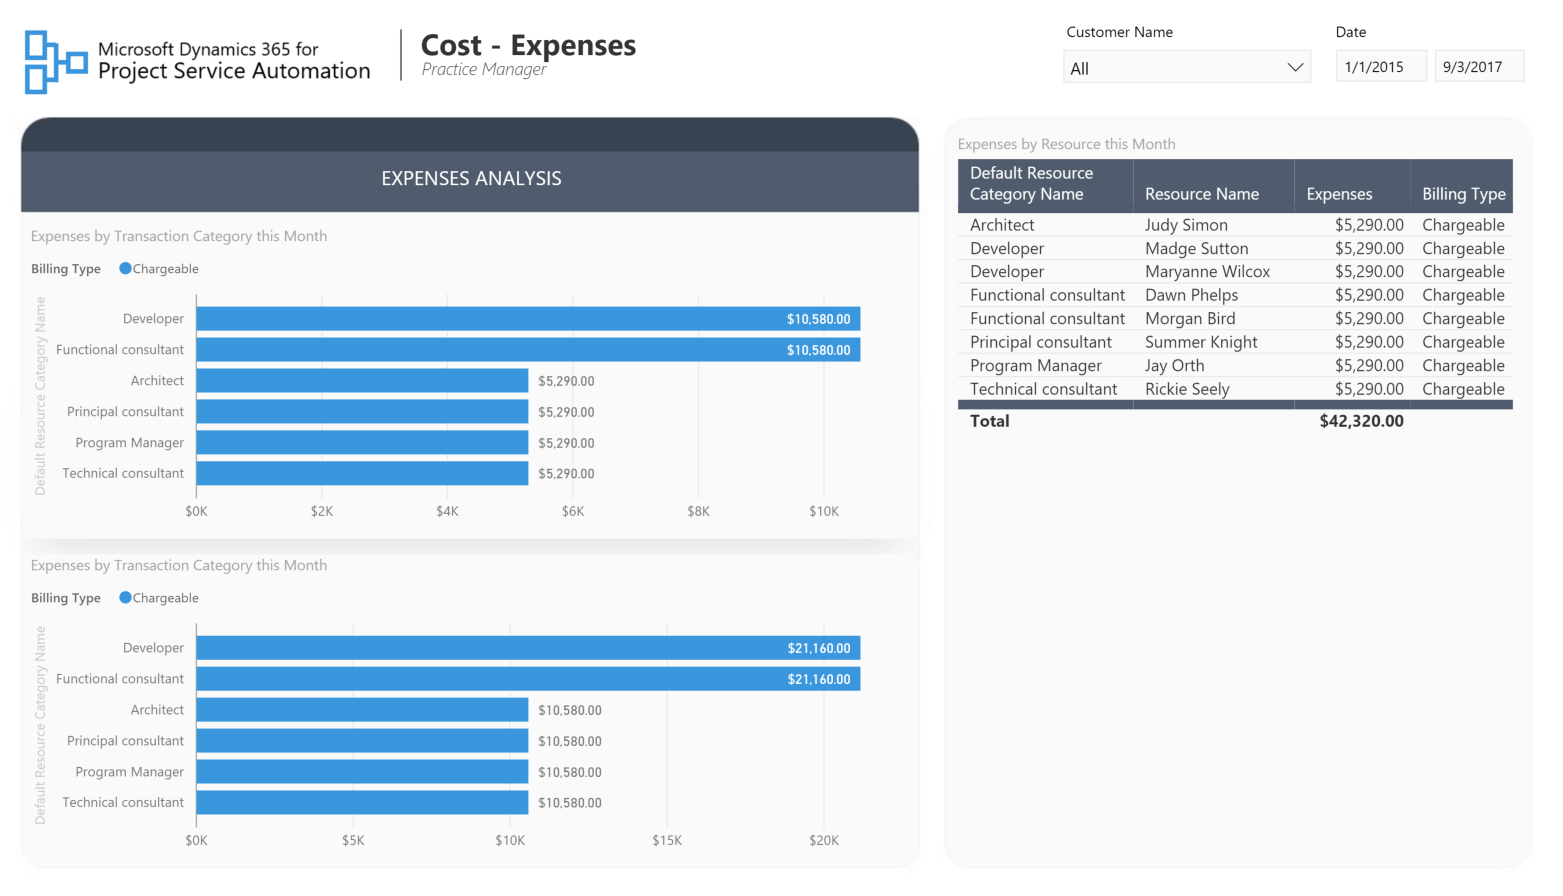 Microsoft Dynamics 365 for
Project Service Automation
Cost - Expenses
Practice Manager
Customer Name
All
Date
1/1/2015
9/3/2017
EXPENSES ANALYSIS
Expenses by Transaction Category this Month
Billing Type
Chargeable
Default Resource Category Name
Developer
$10,580.00
Functional consultant
$10,580.00
Architect
$5,290.00
Principal consultant
$5,290.00
Program Manager
$5,290.00
Technical consultant
$5,290.00
$0K $2K $4K $6K $8K $10K
Expenses by Transaction Category this Month
Billing Type
Chargeable
Default Resource Category Name
Developer
$21,160.00
Functional consultant
$21,160.00
Architect
$10,580.00
Principal consultant
$10,580.00
Program Manager
$10,580.00
Technical consultant
$10,580.00
$0K $5K $10K $15K $20K
Expenses by Resource this Month
Default Resource
Category Name Resource Name Expenses Billing Type
Architect Judy Simon $5,290.00 Chargeable
Developer Madge Sutton $5,290.00 Chargeable
Developer Maryanne Wilcox $5,290.00 Chargeable
Functional consultant Dawn Phelps $5,290.00 Chargeable
Functional consultant Morgan Bird $5,290.00 Chargeable
Principal consultant Summer Knight $5,290.00 Chargeable
Program Manager Jay Orth $5,290.00 Chargeable
Technical consultant Rickie Seely $5,290.00 Chargeable
Total $42,320.00